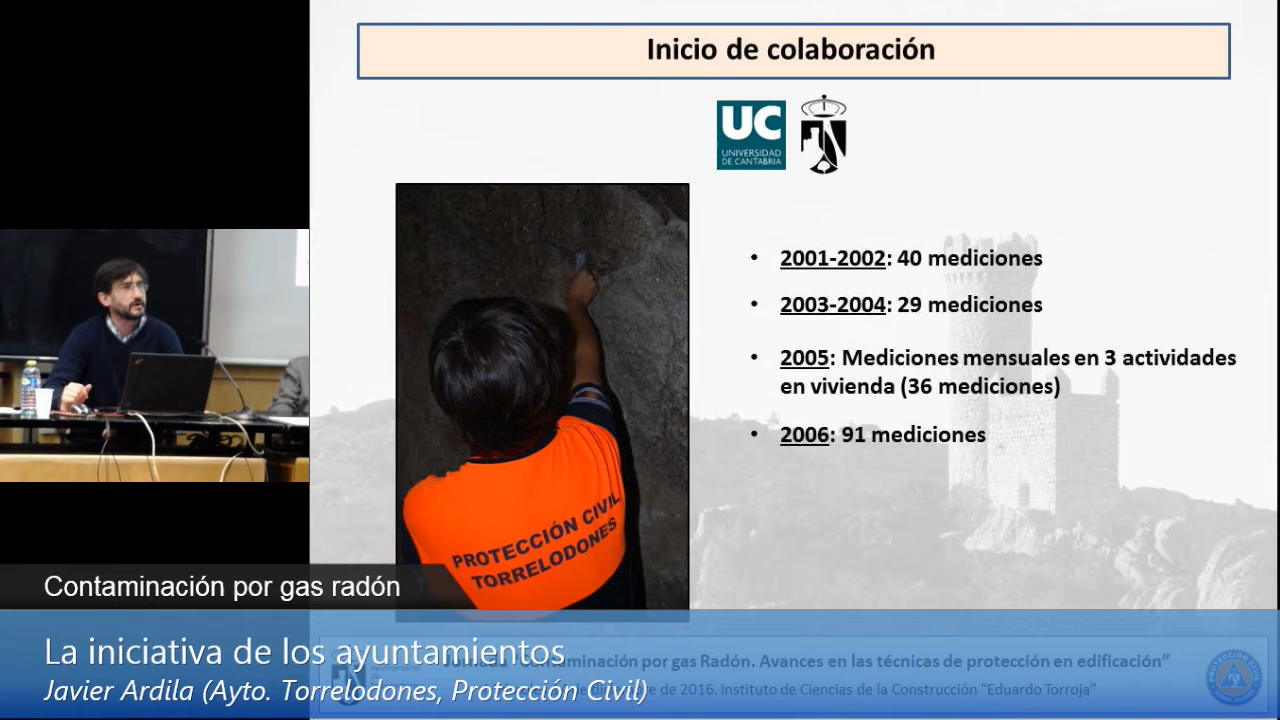 Inicio de colaboración
UC
UNIVERSIDAD
DE CANTABRIA
• 2001-2002: 40 mediciones
• 2003-2004: 29 mediciones
• 2005: Mediciones mensuales en 3 actividades
en vivienda (36 mediciones)
• 2006: 91 mediciones
PROTECCIÓN CIVIL
TORRELODONES
Contaminación por gas radón
La iniciativa de los ayuntamientos
Javier Ardila (Ayto. Torrelodones, Protección Civil)
Contaminación por gas Radón. Avances en las técnicas de protección en edificación”
de 2016. Instituto de Ciencias de la Construcción “Eduardo Torroja”
PROTECCIÓN CIVIL